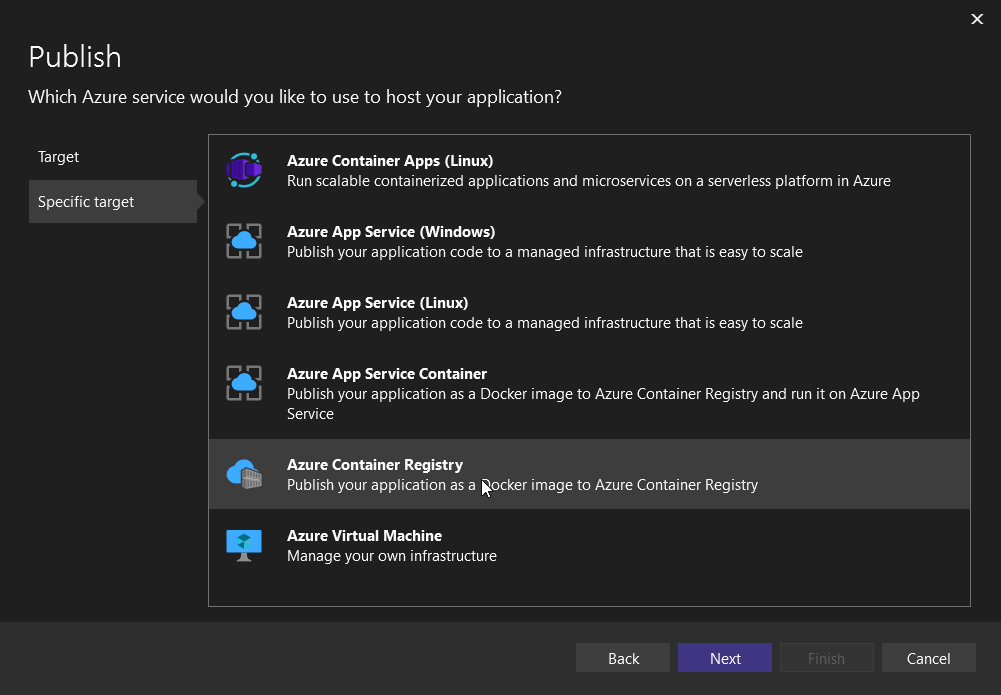 Publish
Which Azure service would you like to use to host your application?
Target
Specific target
Azure Container Apps (Linux)
Run scalable containerized applications and microservices on a serverless platform in Azure
Azure App Service (Windows)
Publish your application code to a managed infrastructure that is easy to scale
Azure App Service (Linux)
Publish your application code to a managed infrastructure that is easy to scale
Azure App Service Container
Publish your application as a Docker image to Azure Container Registry and run it on Azure App
Service
Azure Container Registry
Publish your application as a Docker image to Azure Container Registry
Azure Virtual Machine
Manage your own infrastructure
Back
Next
Finish
Cancel